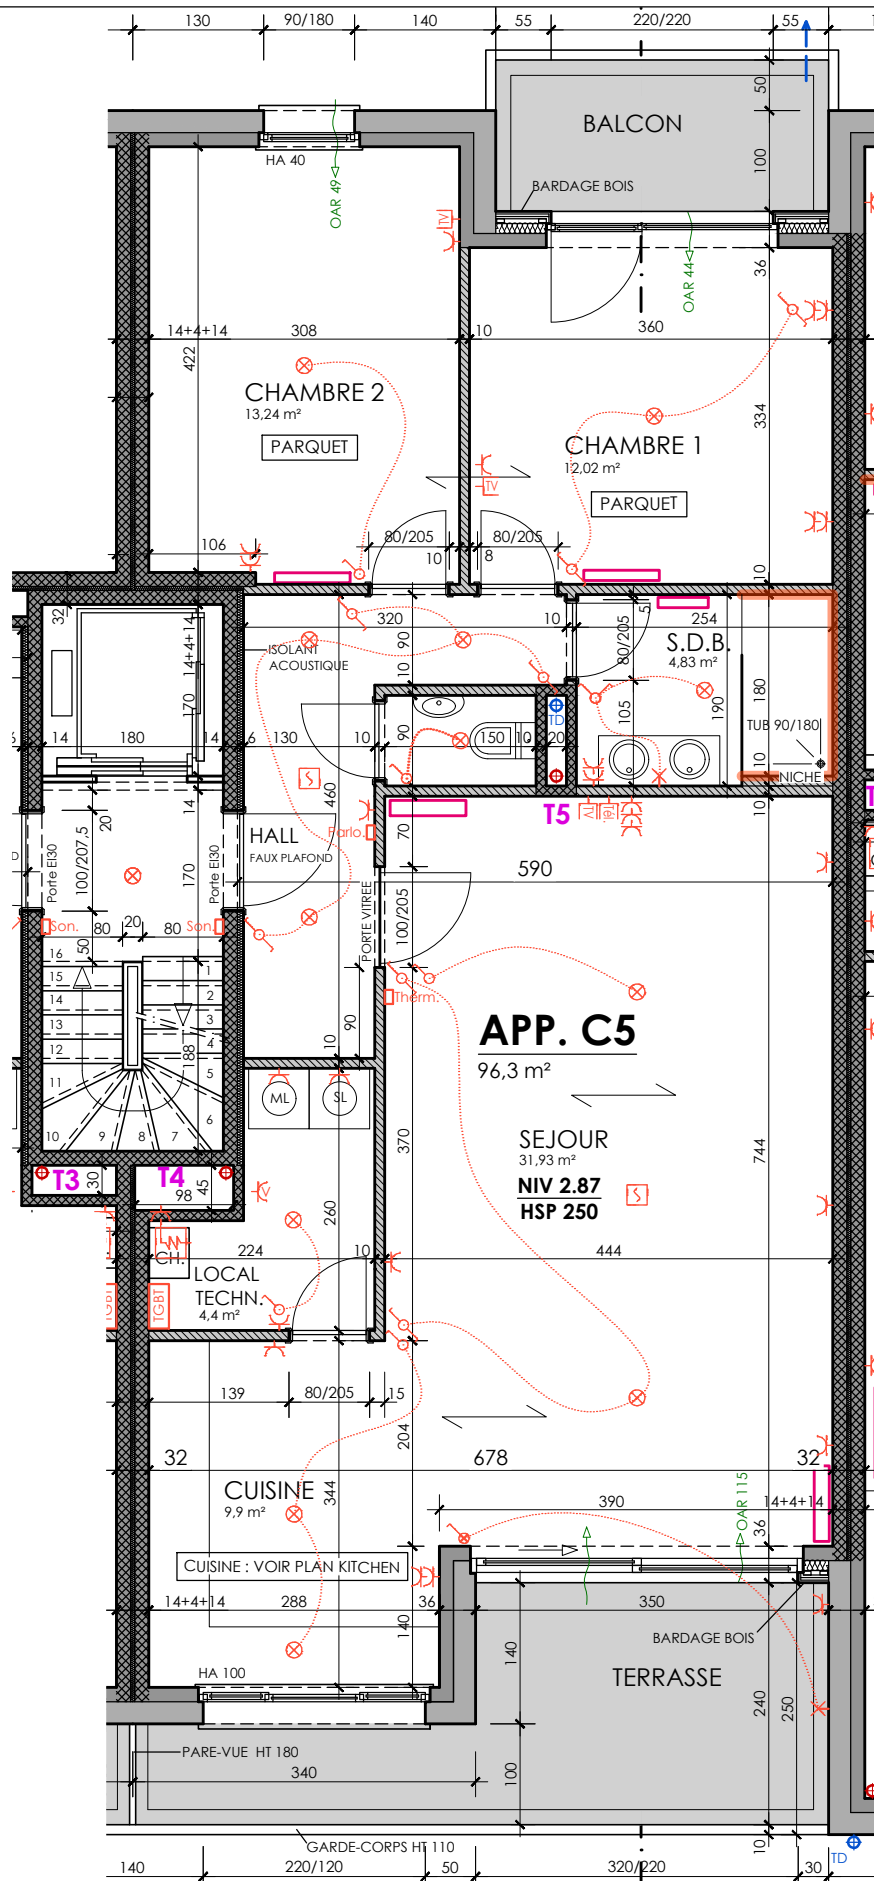 130
90/180
140
55
220/220
55
50
BALCON
100
HA 40
OAR 49
BARDAGE BOIS
TV
36
OAR 44
14+4+14
308
10
360
422
CHAMBRE 2
13,24 m²
PARQUET
334
CHAMBRE 1
12,02 m²
TV
PARQUET
106
80/205
10
80/205
8
10
32
14+4+14
320
90
10
80/205
5
254
S.D.B.
4,83 m²
ISOLANT
ACOUSTIQUE
10
170
180
105
190
TD
TUB 90/180
14
180
14
6
130
10
90
150
10
20
10
NICHE
S
460
14
20
70
T5
TV
Tél.
10
HALL
FAUX PLAFOND
Parlo.
Porte EI30
100/207,5
170
Porte EI30
590
PORTE VITREE
100/205
80
20
80
Son.
Son.
50
16
15
14
13
12
11
10
9
8
7
6
5
4
3
2
1
188
Therm.
90
10
APP. C5
96,3 m²
ML
SL
370
SEJOUR
31,93 m²
NIV 2.87
HSP 250
744
S
T3
30
T4
98
45
260
TV
CH.
224
10
444
LOCAL
TECHN.
4,4 m²
TGBT
TGBT
139
80/205
15
204
32
678
32
CUISINE
9,9 m²
344
390
14+4+14
OAR 115
36
CUISINE : VOIR PLAN KITCHEN
14+4+14
288
36
350
140
140
BARDAGE BOIS
HA 100
TERRASSE
240
250
PARE-VUE HT 180
340
100
GARDE-CORPS HT 110
10
TD
140
220/120
50
320/220
30